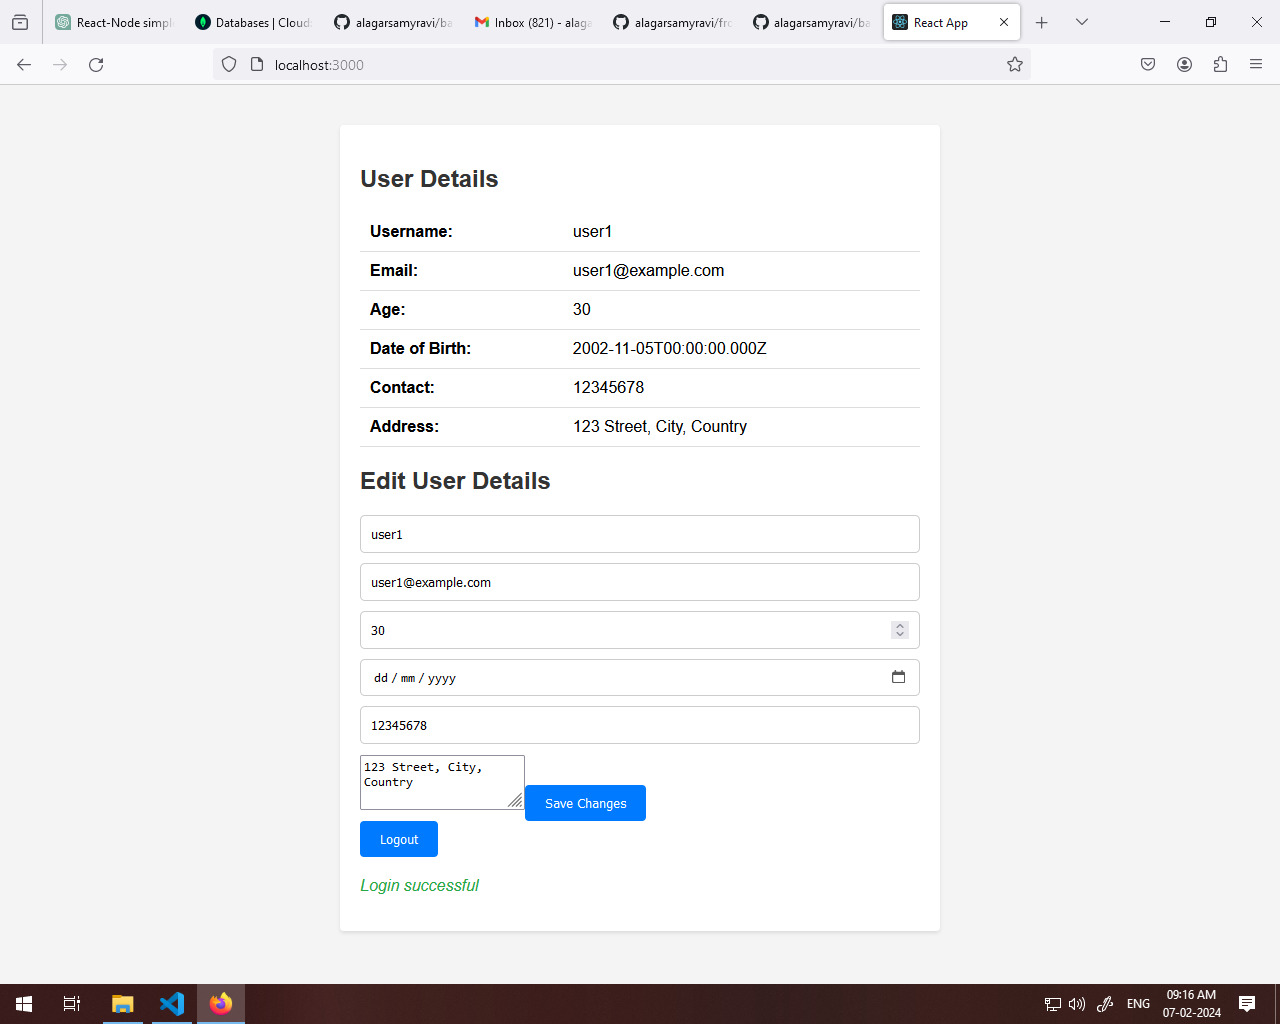 React-Node simple
Databases | Cloud:
alagarsamyravi/ba
Inbox (821) - alaga
alagarsamyravi/fro
alagarsamyravi/ba
React App
localhost:3000
User Details
Username: user1
Email: user1@example.com
Age: 30
Date of Birth: 2002-11-05T00:00:00.000Z
Contact: 12345678
Address: 123 Street, City, Country
Edit User Details
user1
user1@example.com
30
dd / mm / yyyy
12345678
123 Street, City,
Country
Save Changes
Logout
Login successful
ENG
09:16 AM
07-02-2024